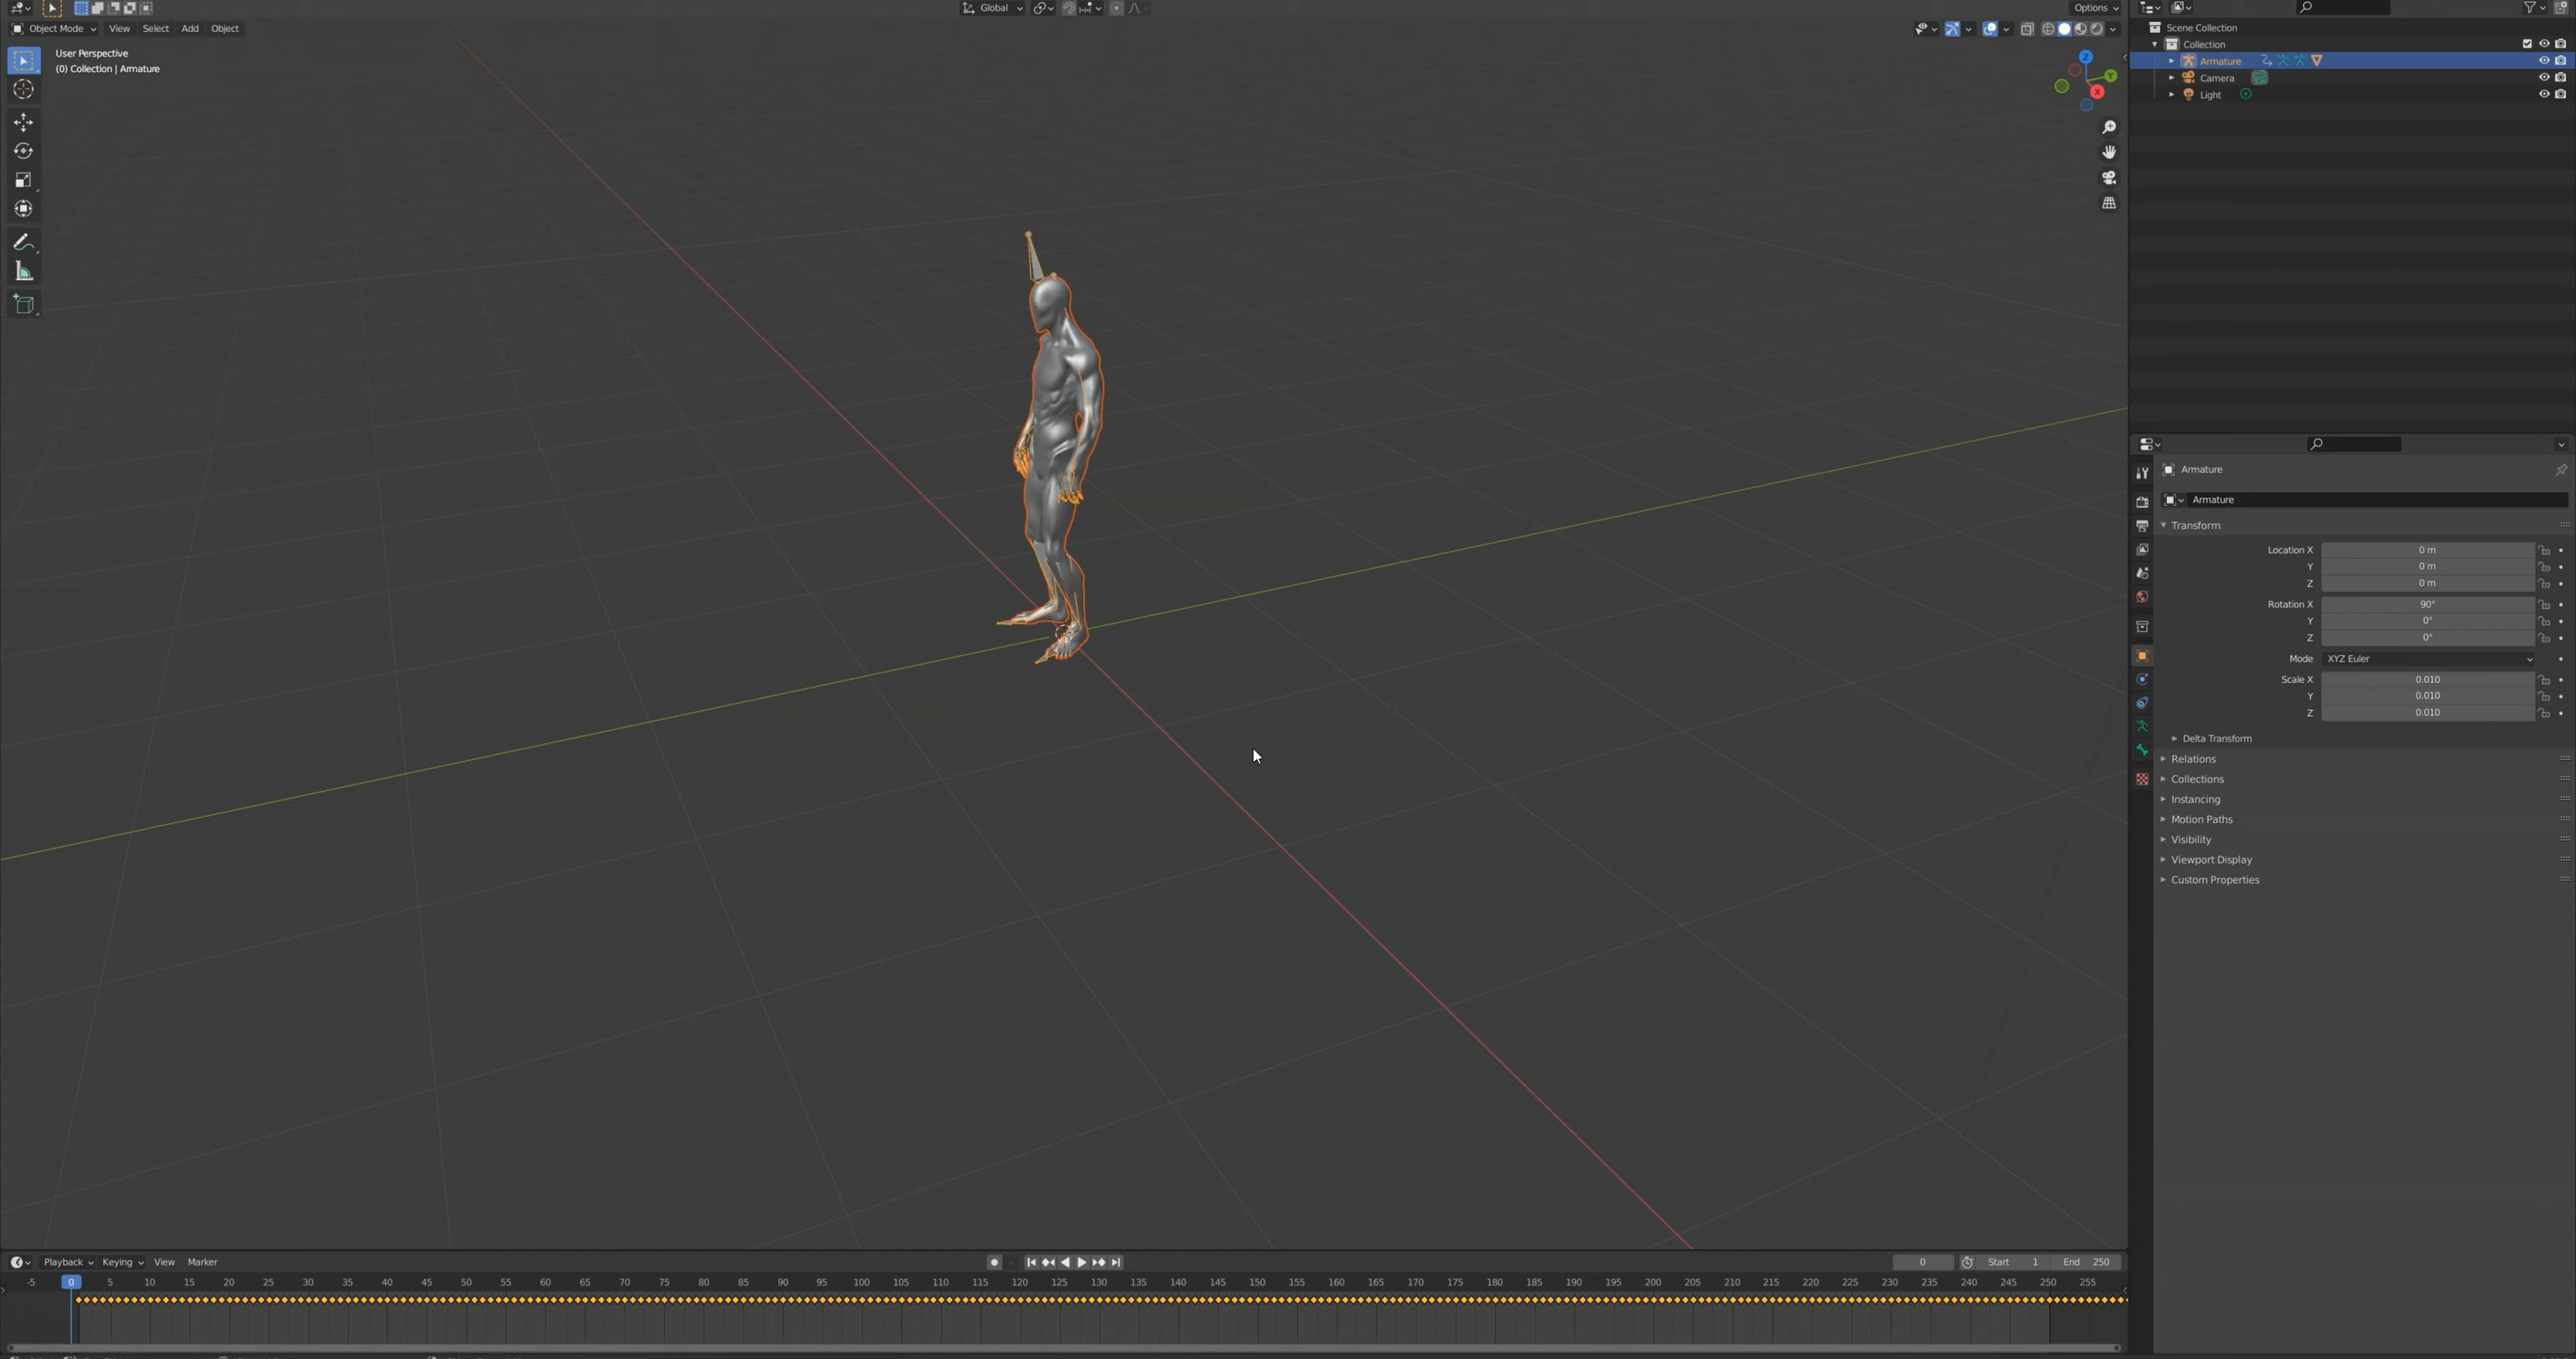 Global
Options
Object Mode View Select Add Object
User Perspective
(0) Collection | Armature
Z
Y
X
Scene Collection
Collection
Armature
Camera
Light
Armature
Armature
Transform
Location X 0 m
Y 0 m
Z 0 m
Rotation X 90°
Y 0°
Z 0°
Mode XYZ Euler
Scale X 0.010
Y 0.010
Z 0.010
Delta Transform
Relations
Collections
Instancing
Motion Paths
Visibility
Viewport Display
Custom Properties
Playback Keying View Marker
0 Start 1 End 250
-5 0 5 10 15 20 25 30 35 40 45 50 55 60 65 70 75 80 85 90 95 100 105 110 115 120 125 130 135 140 145 150 155 160 165 170 175 180 185 190 195 200 205 210 215 220 225 230 235 240 245 250 255